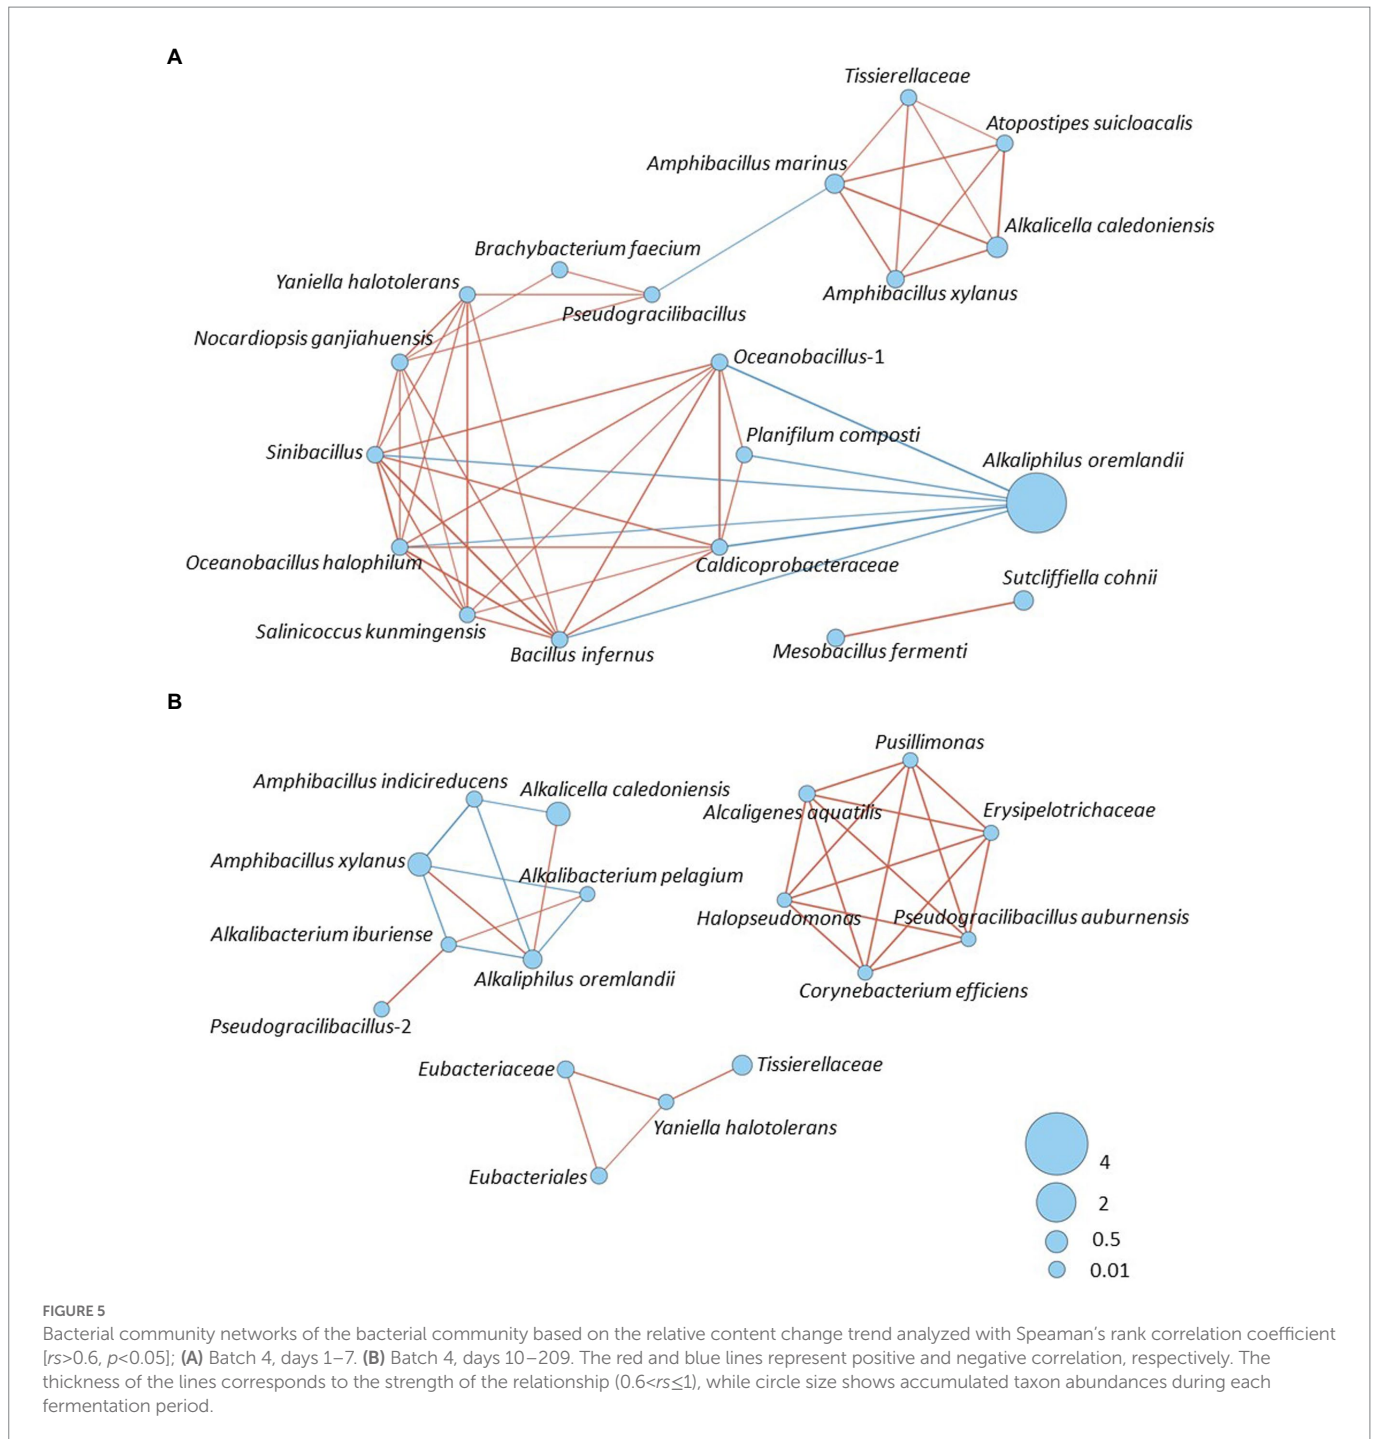 A
Tissierellaceae
Atopostipes suicloacalis
Amphibacillus marinus
Alkalicella caledoniensis
Brachybacterium faecium
Yaniella halotolerans
Amphibacillus xylanus
Pseudogracilibacillus
Nocardiopsis ganjiahuensis
Oceanobacillus-1
Planifilum composti
Sinibacillus
Alkaliphilus oremlandii
Oceanobacillus halophilum
Caldicoprobacteraceae
Sutcliffiella cohnii
Salinicoccus kunmingensis
Bacillus infernus
Mesobacillus fermenti
B
Pusillimonas
Amphibacillus indicireducens
Alkalicella caledoniensis
Alcaligenes aquatilis
Erysipelotrichaceae
Amphibacillus xylanus
Alkalibacterium pelagium
Halopseudomonas
Pseudogracilibacillus auburnensis
Alkalibacterium iburiense
Alkaliphilus oremlandii
Corynebacterium efficiens
Pseudogracilibacillus-2
Eubacteriaceae
Tissierellaceae
Yaniella halotolerans
Eubacteriales
4
2
0.5
0.01
FIGURE 5
Bacterial community networks of the bacterial community based on the relative content change trend analyzed with Speaman's rank correlation coefficient
[rs>0.6, p<0.05]; (A) Batch 4, days 1–7. (B) Batch 4, days 10–209. The red and blue lines represent positive and negative correlation, respectively. The
thickness of the lines corresponds to the strength of the relationship (0.6<rs≤1), while circle size shows accumulated taxon abundances during each
fermentation period.